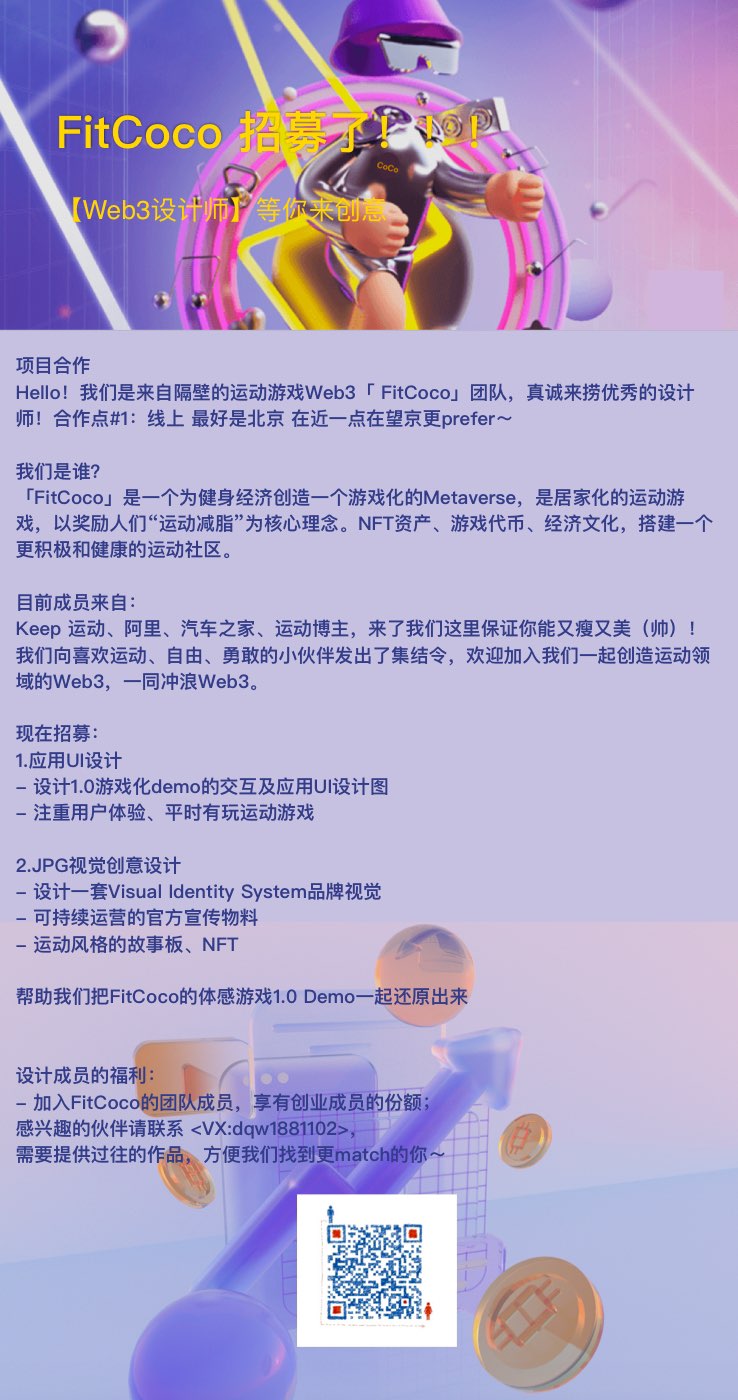 FitCoco 招募了！！！
CoCo
【Web3设计师】等你来创意
项目合作
Hello！我们是来自隔壁的运动游戏Web3「 FitCoco」团队，真诚来捞优秀的设计
师！合作点#1：线上 最好是北京 在近一点在望京更prefer～
我们是谁?
「FitCoco」是一个为健身经济创造一个游戏化的Metaverse，是居家化的运动游
戏，以奖励人们“运动减脂”为核心理念。NFT资产、游戏代币、经济文化，搭建一个
更积极和健康的运动社区。
目前成员来自：
Keep 运动、阿里、汽车之家、运动博主，来了我们这里保证你能又瘦又美（帅）！
我们向喜欢运动、自由、勇敢的小伙伴发出了集结令，欢迎加入我们一起创造运动领
域的Web3，一同冲浪Web3。
现在招募：
1.应用UI设计
- 设计1.0游戏化demo的交互及应用UI设计图
- 注重用户体验、平时有玩运动游戏
2.JPG视觉创意设计
- 设计一套Visual Identity System品牌视觉
- 可持续运营的官方宣传物料
- 运动风格的故事板、NFT
帮助我们把FitCoco的体感游戏1.0 Demo一起还原出来
设计成员的福利：
- 加入FitCoco的团队成员，享有创业成员的份额；
感兴趣的伙伴请联系 <VX:dqw1881102>，
需要提供过往的作品，方便我们找到更match的你～